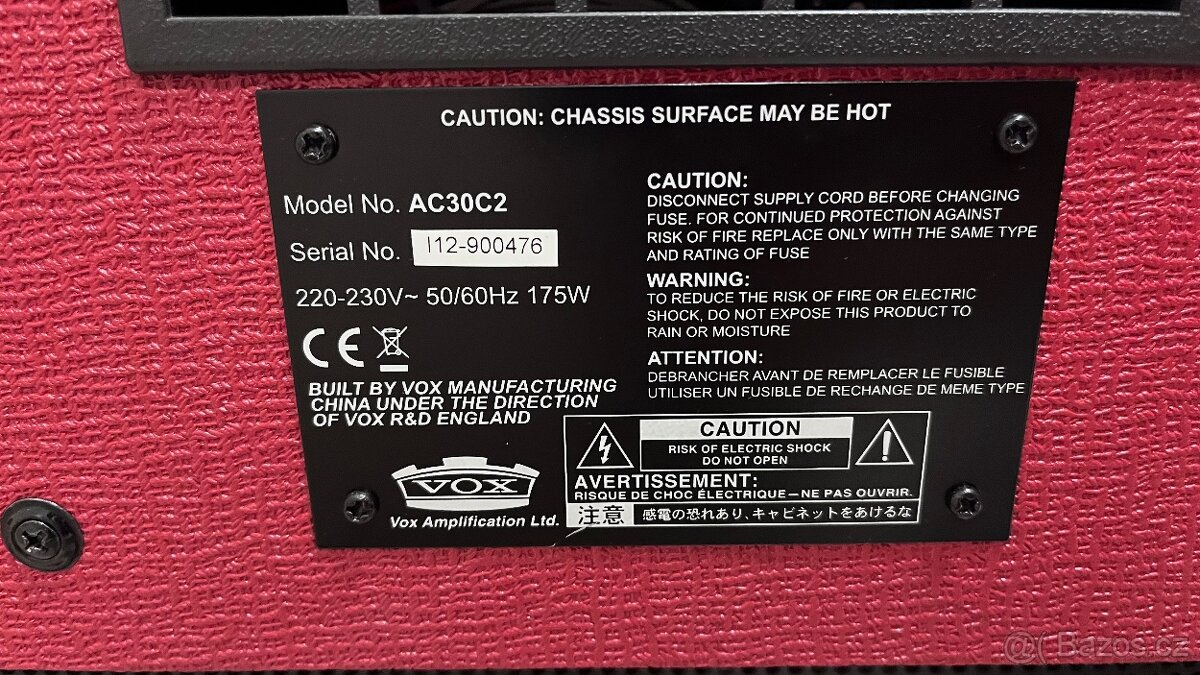 CAUTION: CHASSIS SURFACE MAY BE HOT
Model No. AC30C2
Serial No. I12-900476
220-230V~ 50/60Hz 175W
CE
BUILT BY VOX MANUFACTURING
CHINA UNDER THE DIRECTION
OF VOX R&D ENGLAND
VOX
Vox Amplification Ltd.
CAUTION:
DISCONNECT SUPPLY CORD BEFORE CHANGING
FUSE. FOR CONTINUED PROTECTION AGAINST
RISK OF FIRE REPLACE ONLY WITH THE SAME TYPE
AND RATING OF FUSE
WARNING:
TO REDUCE THE RISK OF FIRE OR ELECTRIC
SHOCK, DO NOT EXPOSE THIS PRODUCT TO
RAIN OR MOISTURE
ATTENTION:
DEBRANCHER AVANT DE REMPLACER LE FUSIBLE
UTILISER UN FUSIBLE DE RECHANGE DE MEME TYPE
CAUTION
RISK OF ELECTRIC SHOCK
DO NOT OPEN
AVERTISSEMENT:
RISQUE DE CHOC ÉLECTRIQUE—NE PAS OUVRIR.
注意 感電の恐れあり、キャビネットをあけるな
@ Bazos.cz